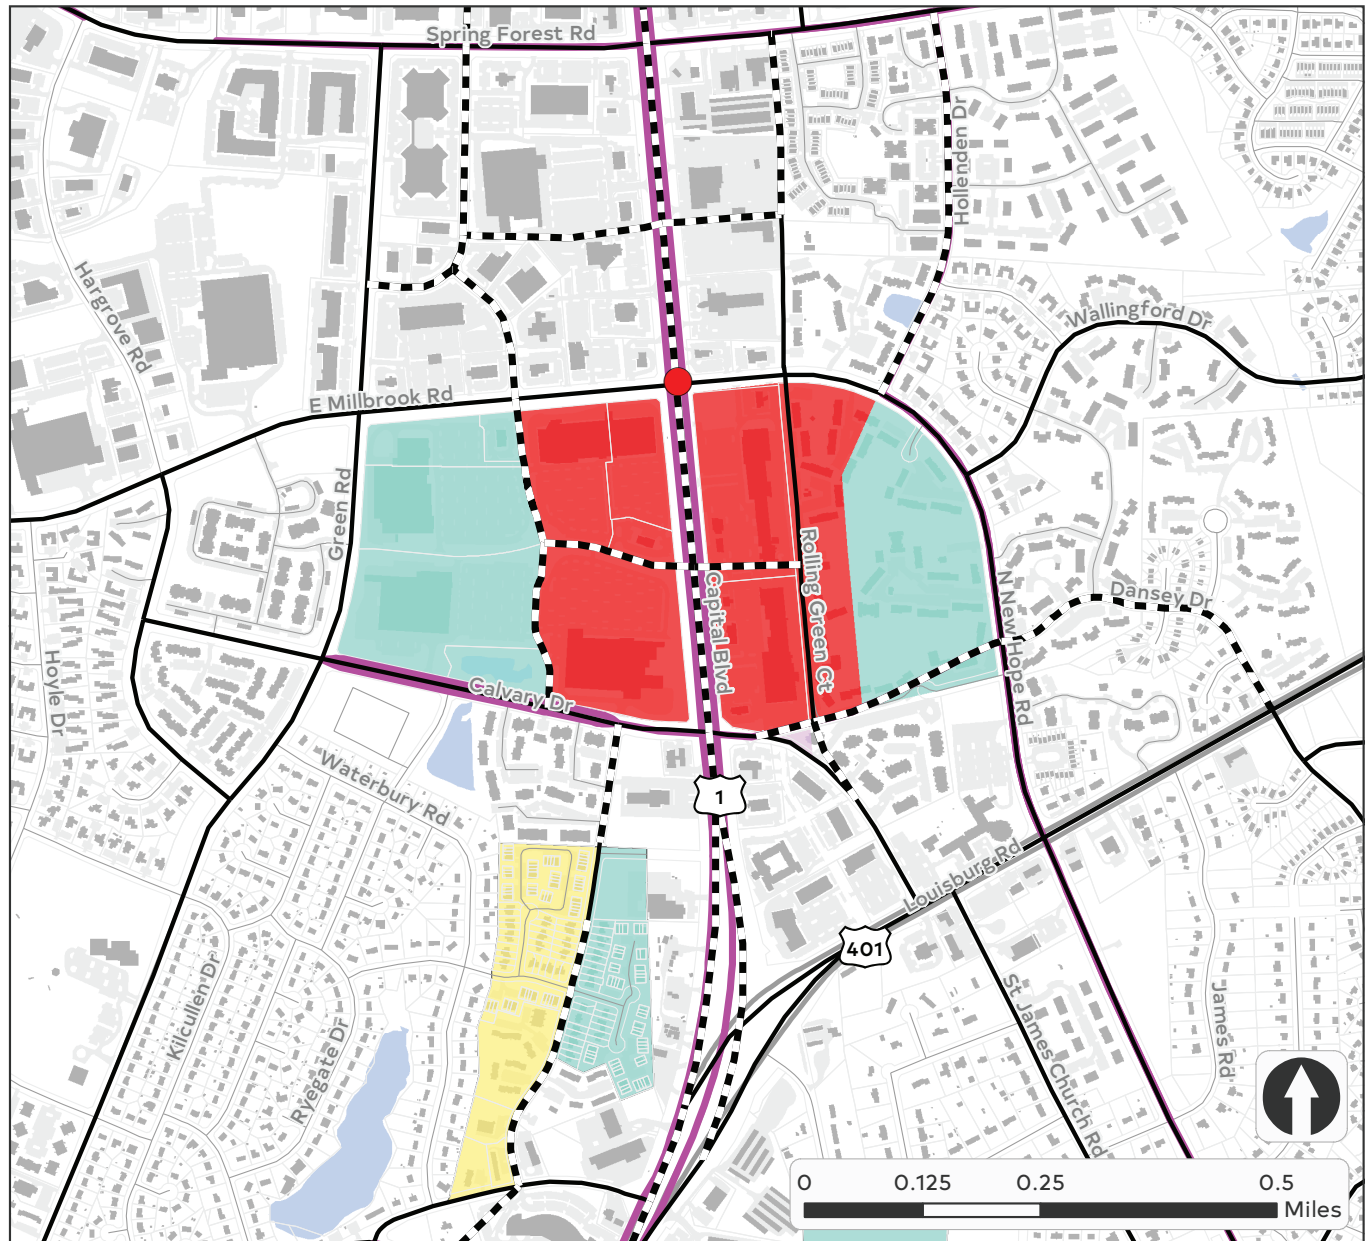 Spring Forest Rd
Hollenden Dr
Hargrove Rd
Wallingford Dr
E Millbrook Rd
Green Rd
Rolling Green Ct
Capital Blvd
N New Hope Rd
Dansey Dr
Hoyle Dr
Calvary Dr
Waterbury Rd
1
Louisburg Rd
401
Kilcullen Dr
Ryegate Dr
St James Church Rd
James Rd
0 0.125 0.25 0.5
Miles